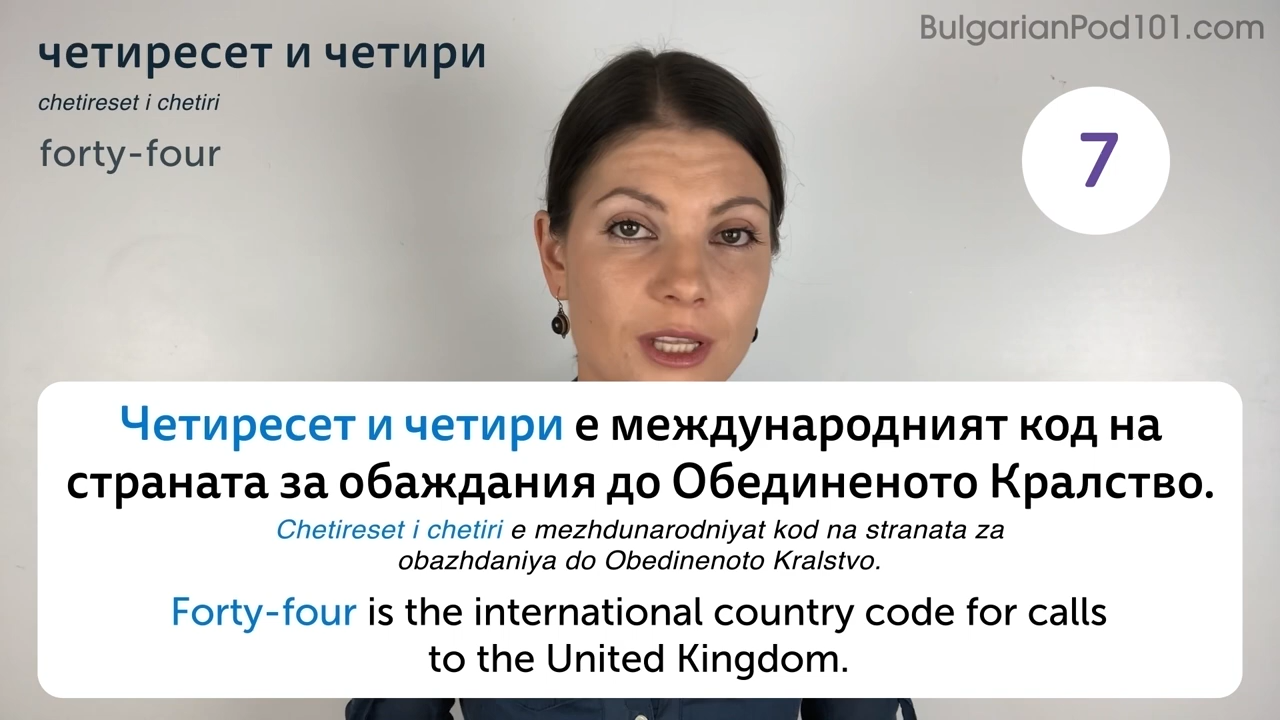 BulgarianPod101.com
четиресет и четири
chetireset i chetiri
forty-four
7
Четиресет и четири е международният код на
страната за обаждания до Обединеното Кралство.
Chetireset i chetiri e mezhdunarodniyat kod na stranata za
obazhdaniya do Obedinenoto Kralstvo.
Forty-four is the international country code for calls
to the United Kingdom.